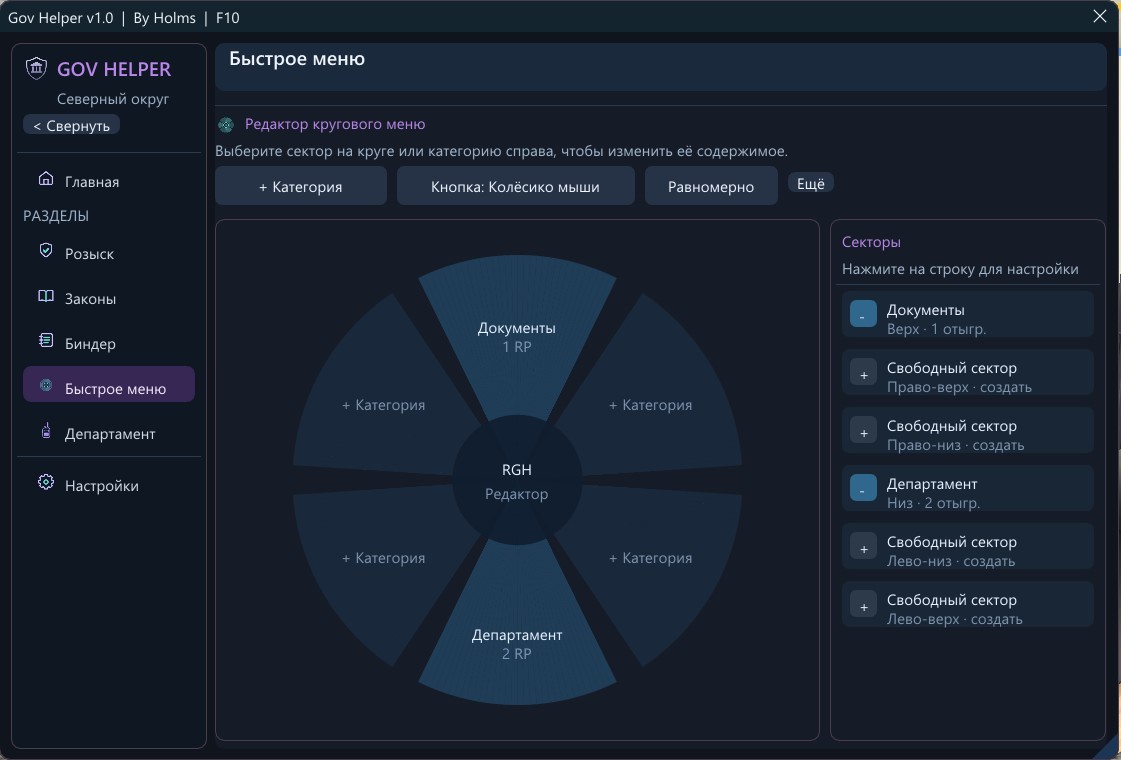 Gov Helper v1.0 | By Holms | F10
GOV HELPER
Северный округ
< Свернуть
Главная
РАЗДЕЛЫ
Розыск
Законы
Биндер
Быстрое меню
Департамент
Настройки
Быстрое меню
Редактор кругового меню
Выберите сектор на круге или категорию справа, чтобы изменить её содержимое.
+ Категория
Кнопка: Колёсико мыши
Равномерно
Ещё
Документы
1 RP
+ Категория
+ Категория
RGH
Редактор
+ Категория
+ Категория
Департамент
2 RP
Секторы
Нажмите на строку для настройки
- Документы
Верх · 1 отыгр.
+ Свободный сектор
Право-верх · создать
+ Свободный сектор
Право-низ · создать
- Департамент
Низ · 2 отыгр.
+ Свободный сектор
Лево-низ · создать
+ Свободный сектор
Лево-верх · создать